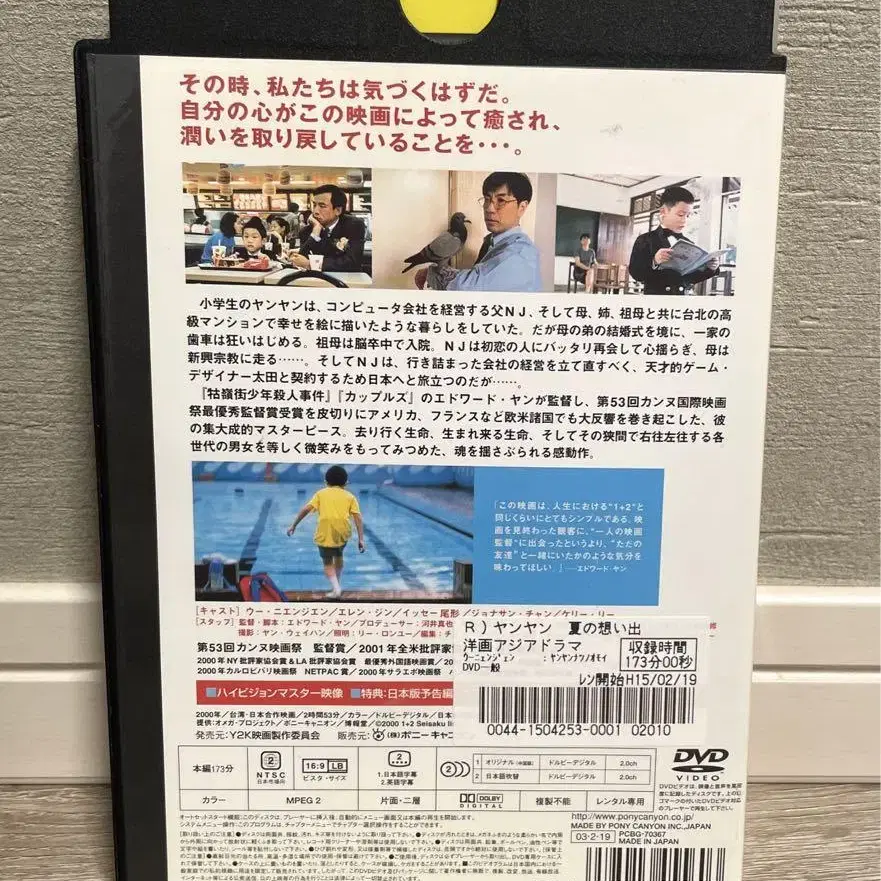 その時、私たちは気づくはずだ。
自分の心がこの映画によって癒され、
潤いを取り戻していることを・・・。
小学生のヤンヤンは、コンピュータ会社を経営する父NJ、そして母、姉、祖母と共に台北の高
級マンションで幸せを絵に描いたような暮らしをしていた。だが母の弟の結婚式を境に、一家の
歯車は狂いはじめる。祖母は脳卒中で入院。NJは初恋の人にバッタリ再会して心揺らぎ、母は
新興宗教に走る……。そしてNJは、行き詰まった会社の経営を立て直すべく、天才的ゲーム・
デザイナー太田と契約するため日本へと旅立つのだが……。
『牯嶺街少年殺人事件』『カップルズ』のエドワード・ヤンが監督し、第53回カンヌ国際映画
祭最優秀監督賞受賞を皮切りにアメリカ、フランスなど欧米諸国でも大反響を巻き起こした、彼
の集大成的マスターピース。去り行く生命、生まれ来る生命、そしてその狭間で右往左往する各
世代の男女を等しく微笑みをもってみつめた、魂を揺さぶられる感動作。
「この映画は、人生における"1+2"と
同じくらいにとてもシンプルである。映
画を見終わった観客に、"一人の映画
監督"に出会ったというより、"ただの
友達"と一緒にいたかのような気分を
味わってほしい。」──エドワード・ヤン
[キャスト] ウー・ニエンジェン／エレン・ジン／イッセー尾形／ジョナサン・チャン／ケリー・リー
[スタッフ] 監督・脚本：エドワード・ヤン／プロデューサー：河井真也
撮影：ヤン・ウェイハン／照明：リー・ロンユー／編集：チ
第53回カンヌ映画祭 監督賞／2001年全米批評家
2000年NY批評家協会賞&LA批評家協会賞 最優秀外国語映画賞／20
2000年カルロビバリ映画祭 NETPAC賞／2000年サラエボ映画祭
R) ヤンヤン 夏の想い出
洋画アジアドラマ
収録時間
173分00秒
ウーニェンジェン : ヤンヤンナツノオモイ
DVD一般
レン開始H15/02/19
0044-1504253-0001 02010
■ハイビジョンマスター映像 ■特典：日本版予告編
2000年／台湾・日本合作映画／2時間53分／カラー／ドルビーデジタル／日本
提供：オメガ・プロジェクト／ポニーキャニオン／博報堂／©2000 1+2 Seisaku Ii
発売元：Y2K映画製作委員会 販売元：(株)ポニーキャニ
本編173分
2
NTSC
日本市場向
16:9 LB
ビスタ・サイズ
2
1.日本語字幕
2.英語字幕
2
1 オリジナル(中国語) ドルビーデジタル 2.0ch
2 日本語吹替 ドルビーデジタル 2.0ch
DVD
VIDEO
カラー
MPEG 2
片面・二層
DOLBY
DIGITAL
複製不能
レンタル専用
http://www.ponycanyon.co.jp/
MADE BY PONY CANYON INC.,JAPAN
03・2・19 PCBG-70367
MADE IN JAPAN